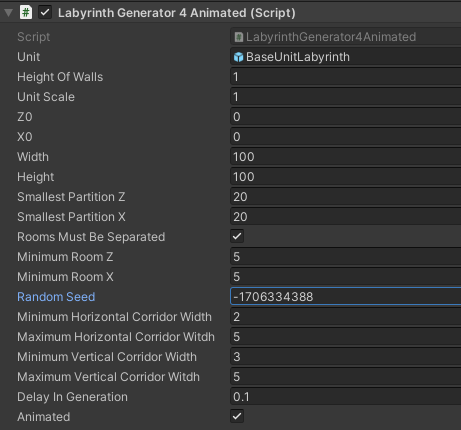 Labyrinth Generator 4 Animated (Script)
Script LabyrinthGenerator4Animated
Unit BaseUnitLabyrinth
Height Of Walls 1
Unit Scale 1
Z0 0
X0 0
Width 100
Height 100
Smallest Partition Z 20
Smallest Partition X 20
Rooms Must Be Separated
Minimum Room Z 5
Minimum Room X 5
Random Seed -1706334388
Minimum Horizontal Corridor Width 2
Maximum Horizontal Corridor Witdh 5
Minimum Vertical Corridor Width 3
Maximum Vertical Corridor Witdh 5
Delay In Generation 0.1
Animated